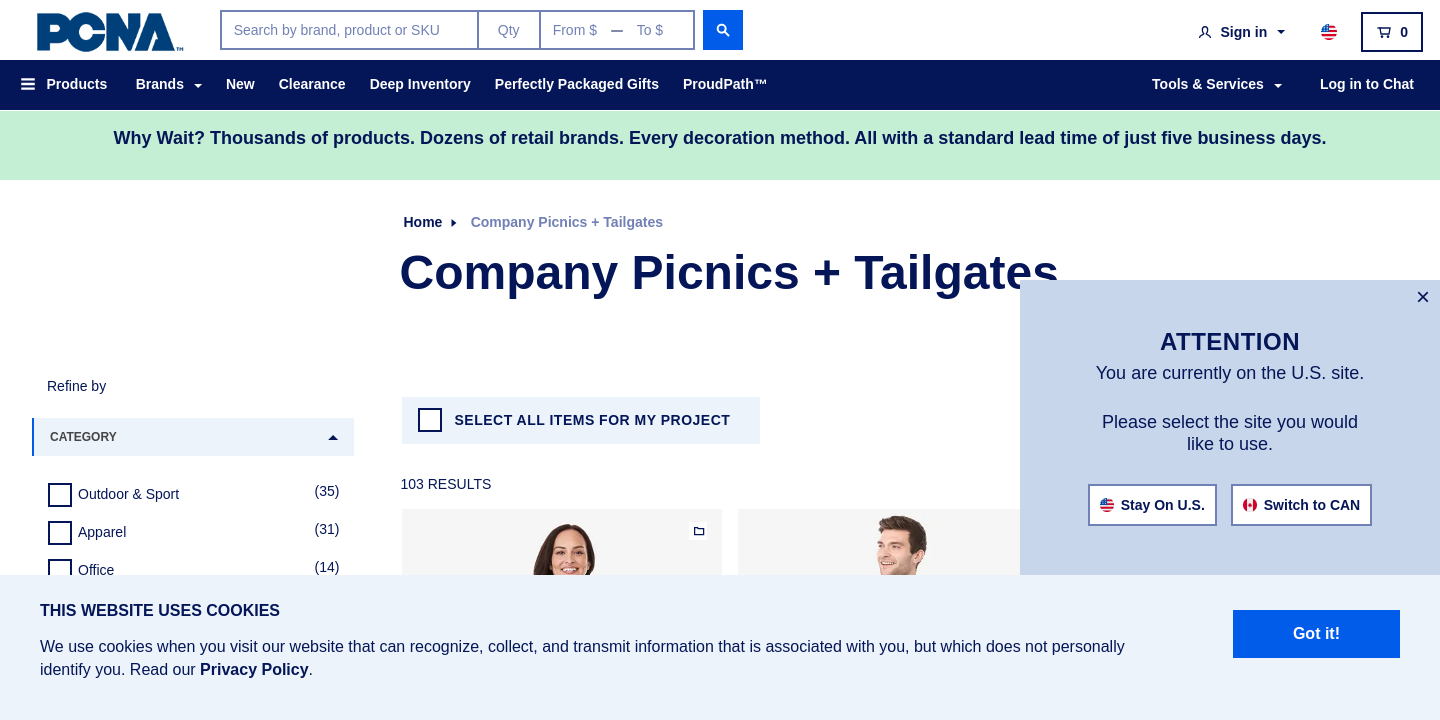 PCNA™
Search by brand, product or SKU
Qty
From $ — To $
Sign in
0
Products
Brands
New
Clearance
Deep Inventory
Perfectly Packaged Gifts
ProudPath™
Tools & Services
Log in to Chat
Why Wait? Thousands of products. Dozens of retail brands. Every decoration method. All with a standard lead time of just five business days.
Home
Company Picnics + Tailgates
Company Picnics + Tailgates
Refine by
CATEGORY
Outdoor & Sport (35)
Apparel (31)
Office (14)
SELECT ALL ITEMS FOR MY PROJECT
103 RESULTS
×
ATTENTION
You are currently on the U.S. site.
Please select the site you would
like to use.
Stay On U.S.
Switch to CAN
THIS WEBSITE USES COOKIES
We use cookies when you visit our website that can recognize, collect, and transmit information that is associated with you, but which does not personally
identify you. Read our Privacy Policy.
Got it!